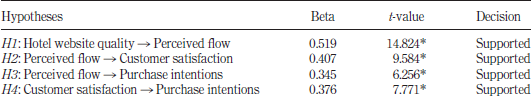 Hypotheses Beta t-value Decision
H1: Hotel website quality → Perceived flow 0.519 14.824* Supported
H2: Perceived flow → Customer satisfaction 0.407 9.584* Supported
H3: Perceived flow → Purchase intentions 0.345 6.256* Supported
H4: Customer satisfaction → Purchase intentions 0.376 7.771* Supported